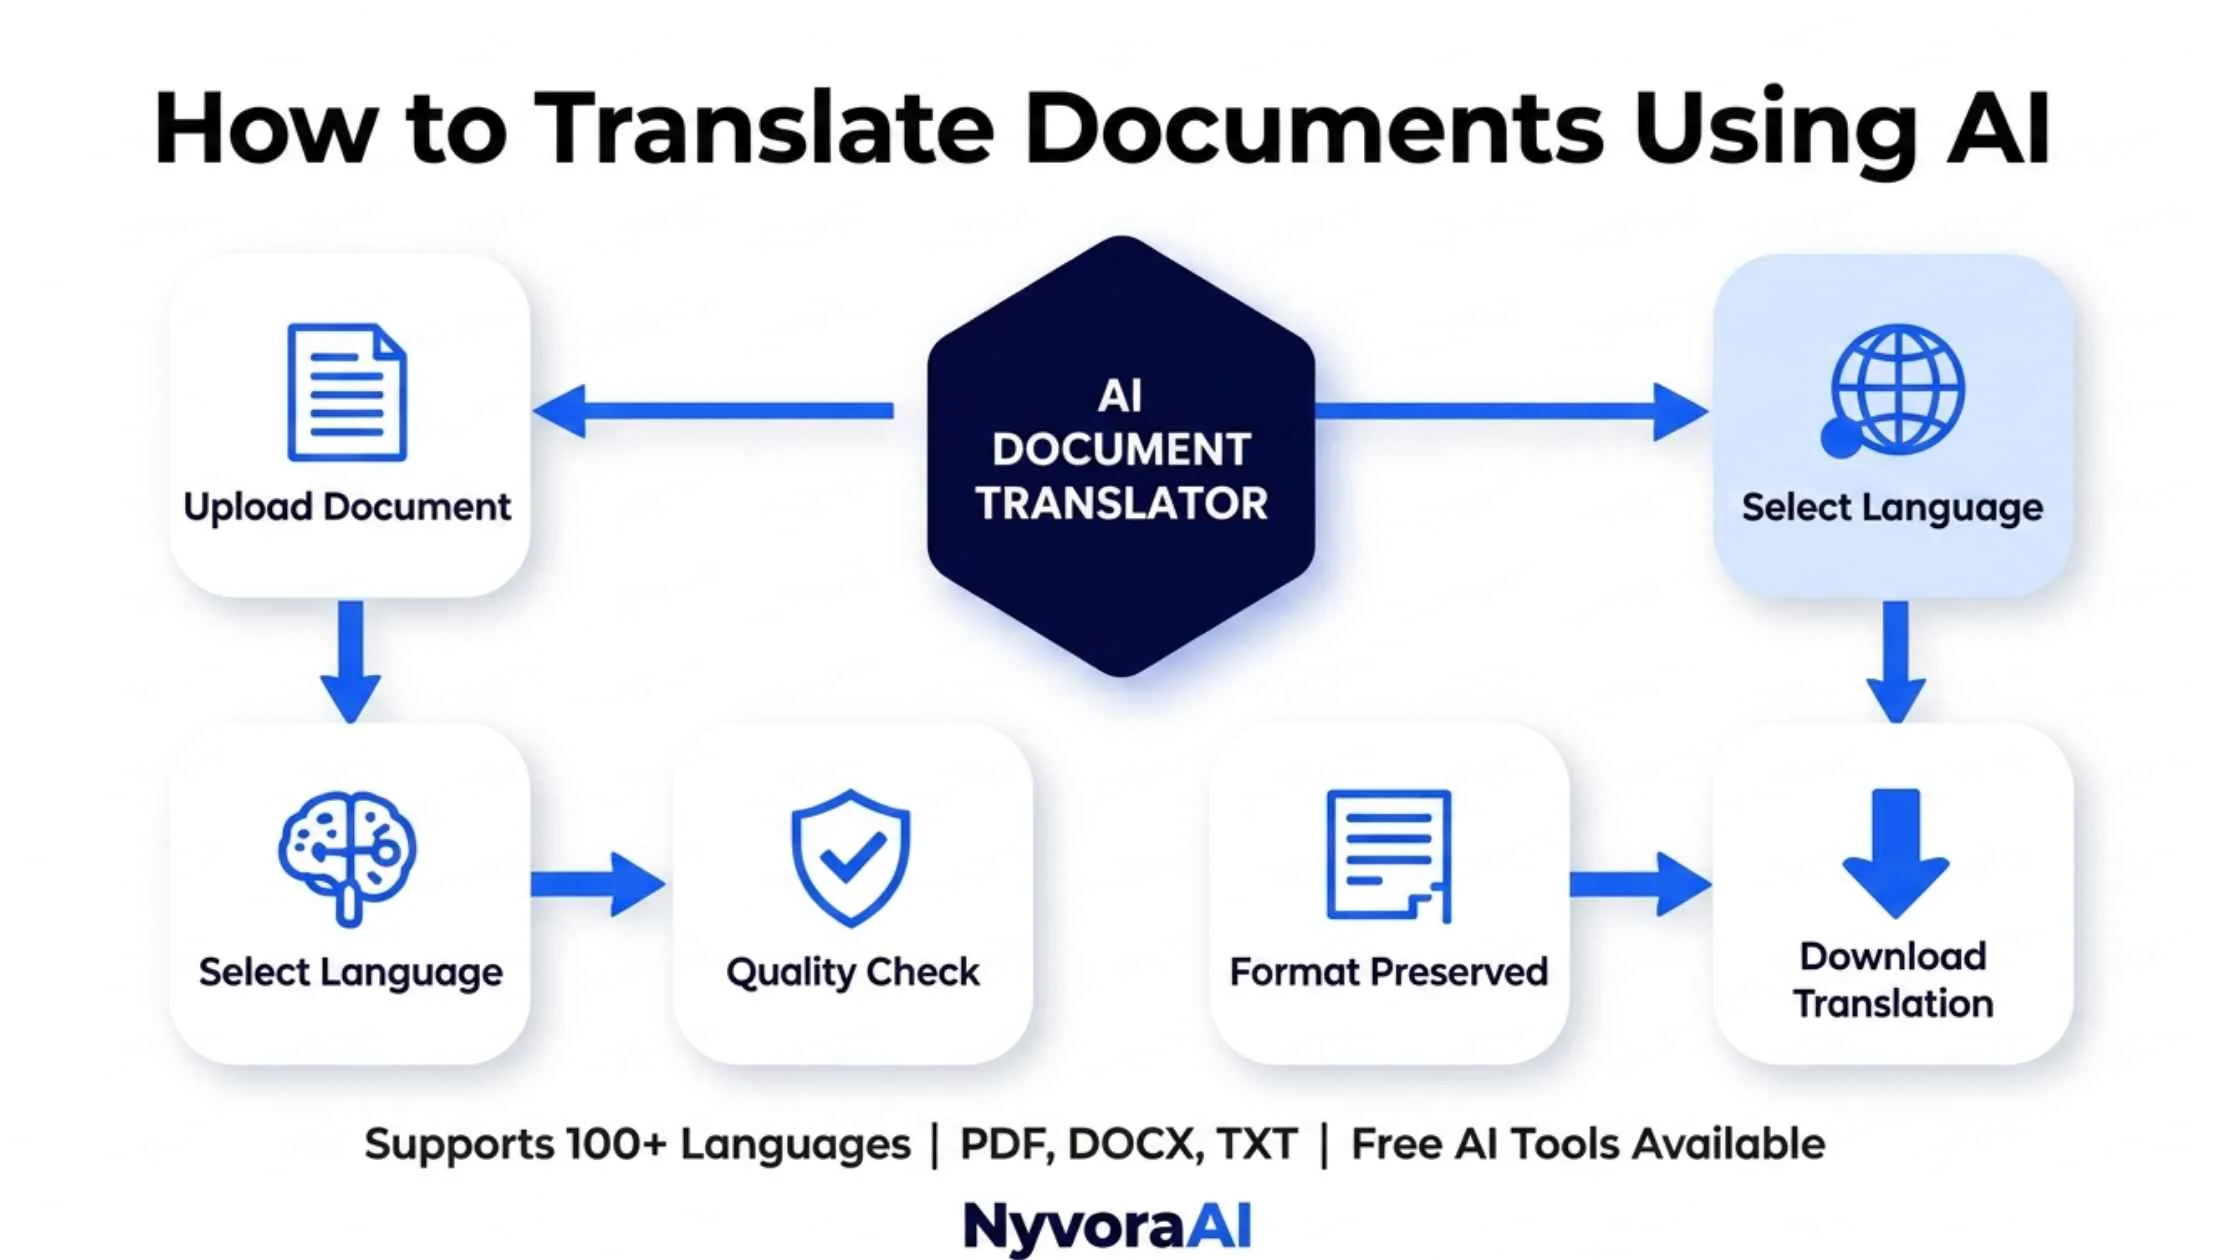 How to Translate Documents Using AI
AI
DOCUMENT
TRANSLATOR
Upload Document
Select Language
Select Language
Quality Check
Format Preserved
Download
Translation
Supports 100+ Languages | PDF, DOCX, TXT | Free AI Tools Available
NyvoraAI